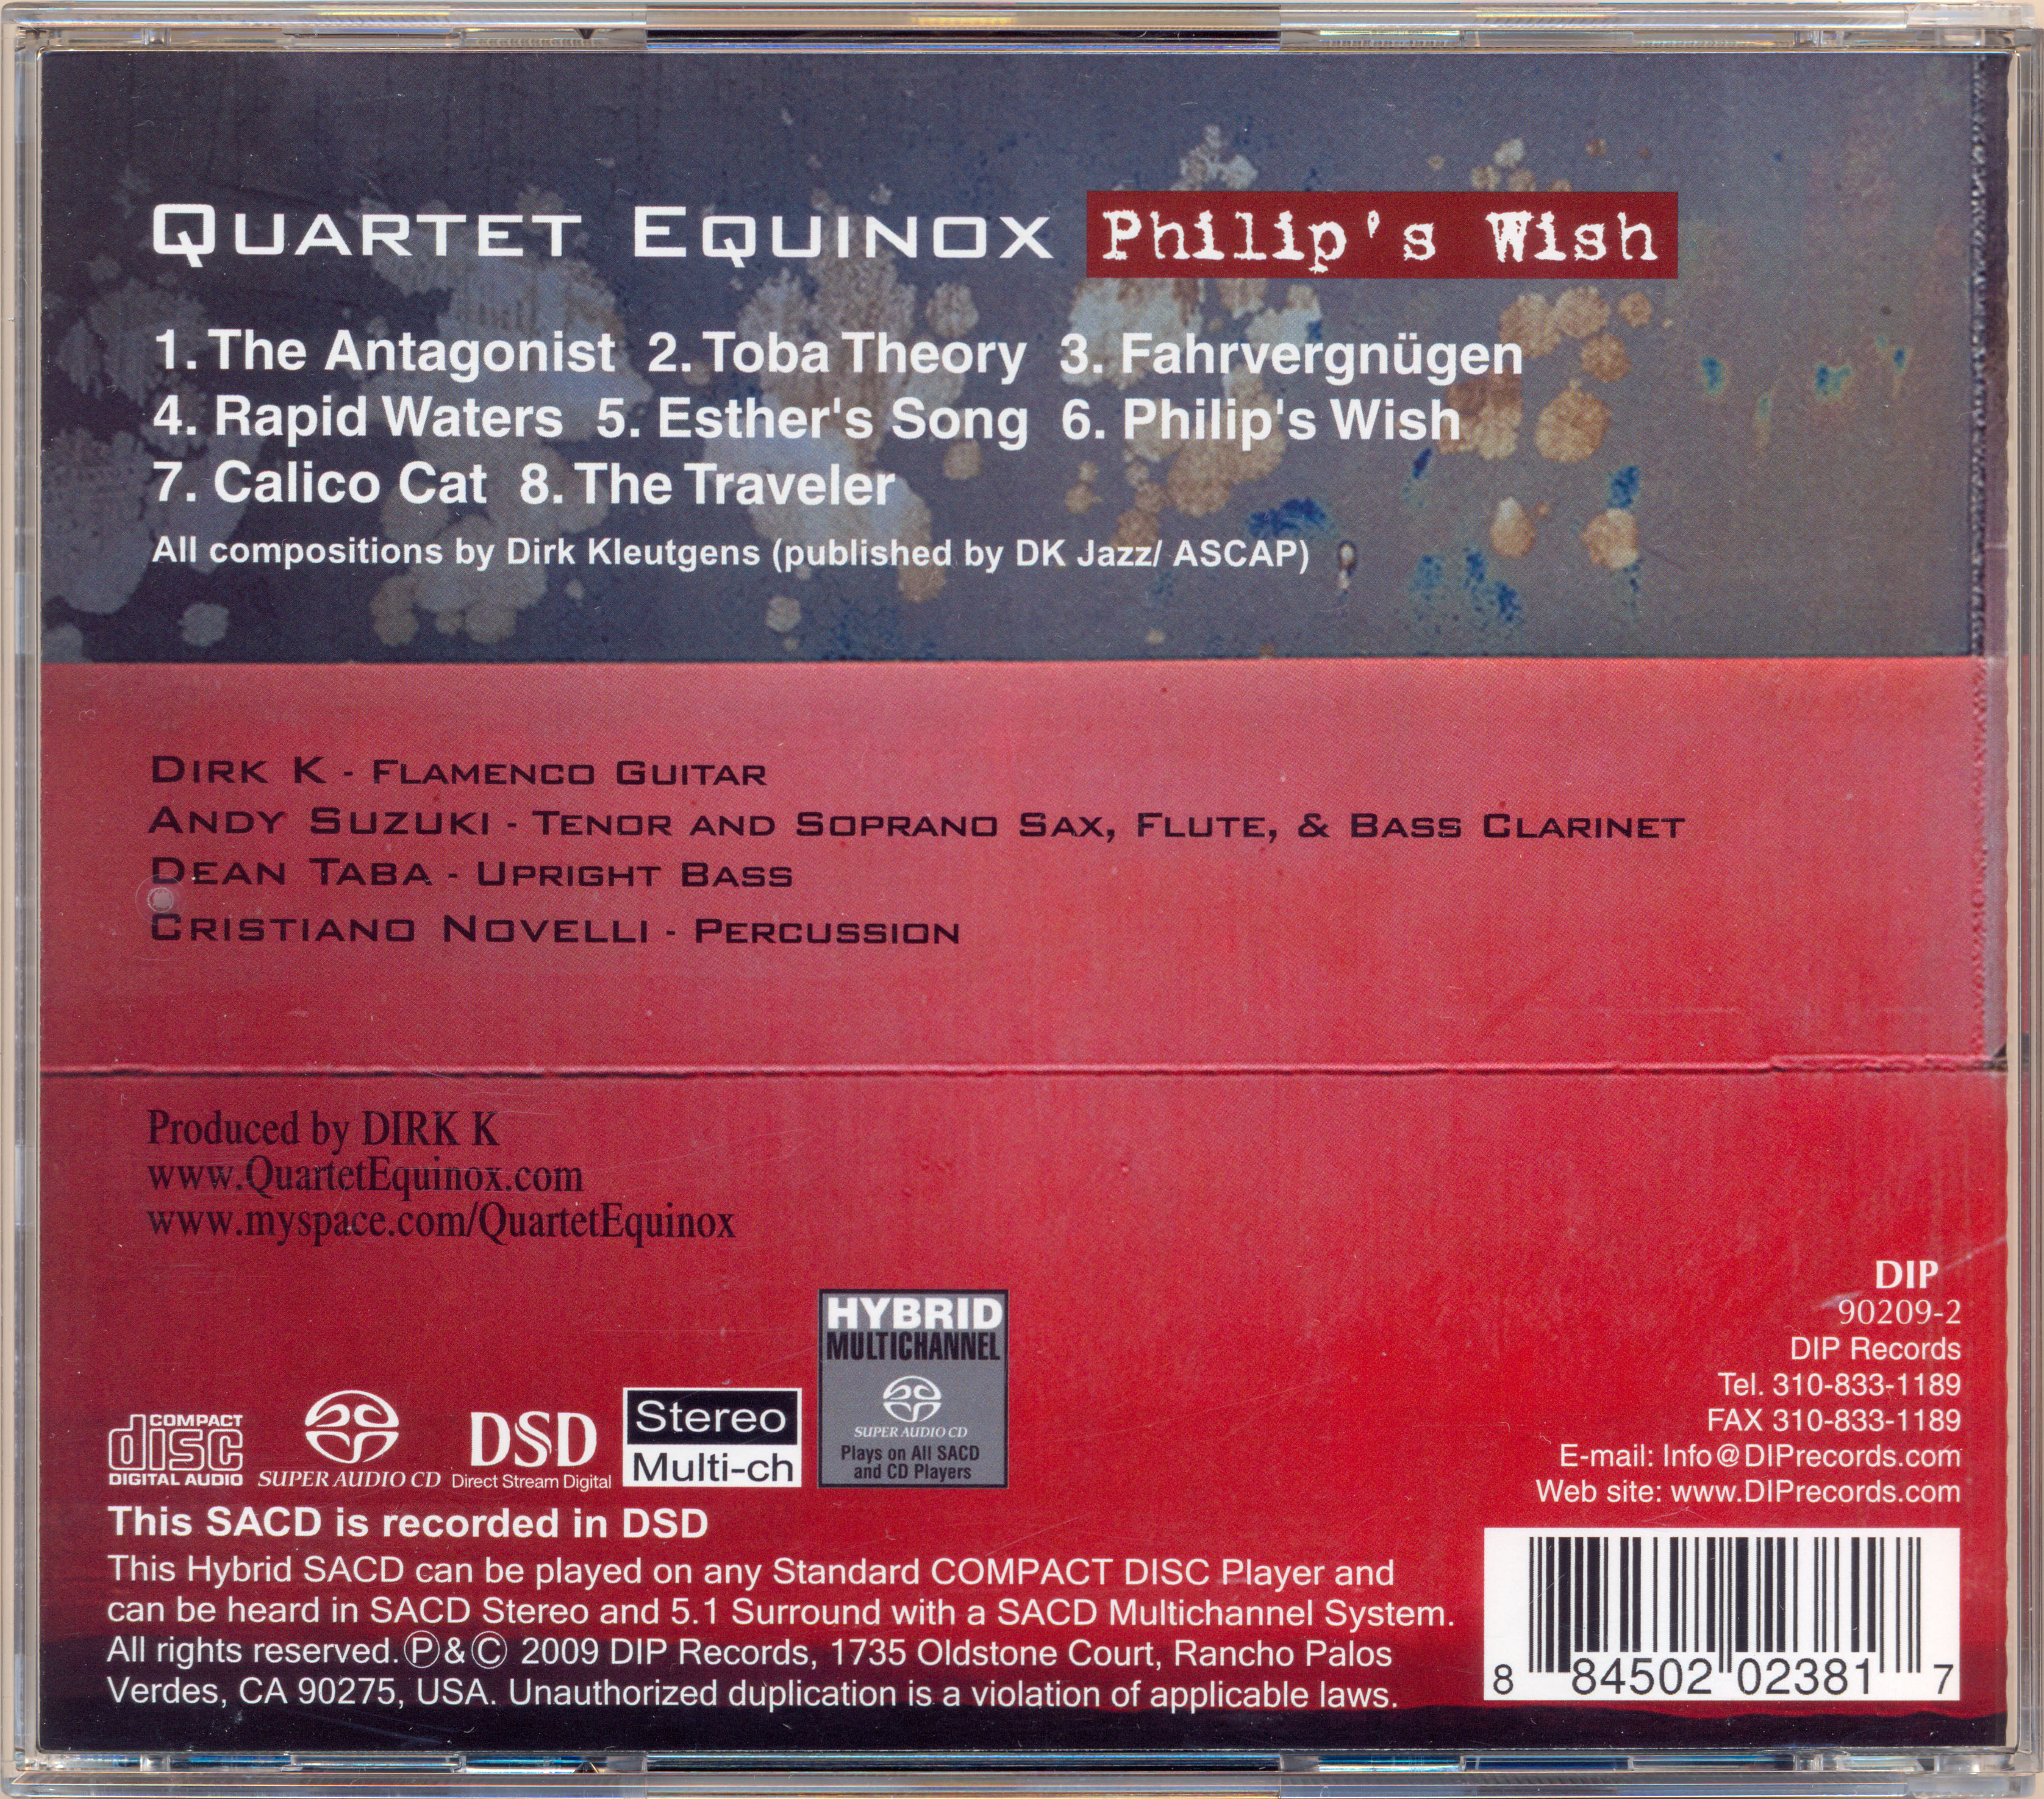 QUARTET EQUINOX Philip's Wish
1. The Antagonist 2. Toba Theory 3. Fahrvergnügen
4. Rapid Waters 5. Esther's Song 6. Philip's Wish
7. Calico Cat 8. The Traveler
All compositions by Dirk Kleutgens (published by DK Jazz/ ASCAP)
DIRK K - FLAMENCO GUITAR
ANDY SUZUKI - TENOR AND SOPRANO SAX, FLUTE, & BASS CLARINET
DEAN TABA - UPRIGHT BASS
CRISTIANO NOVELLI - PERCUSSION
Produced by DIRK K
www.QuartetEquinox.com
www.myspace.com/QuartetEquinox
COMPACT
disc
DIGITAL AUDIO
SUPER AUDIO CD
DSD
Direct Stream Digital
Stereo
Multi-ch
HYBRID
MULTICHANNEL
SUPER AUDIO CD
Plays on All SACD
and CD Players
DIP
90209-2
DIP Records
Tel. 310-833-1189
FAX 310-833-1189
E-mail: Info@DIPrecords.com
Web site: www.DIPrecords.com
This SACD is recorded in DSD
This Hybrid SACD can be played on any Standard COMPACT DISC Player and
can be heard in SACD Stereo and 5.1 Surround with a SACD Multichannel System.
All rights reserved. Ⓟ&© 2009 DIP Records, 1735 Oldstone Court, Rancho Palos
Verdes, CA 90275, USA. Unauthorized duplication is a violation of applicable laws.
8 84502 02381 7